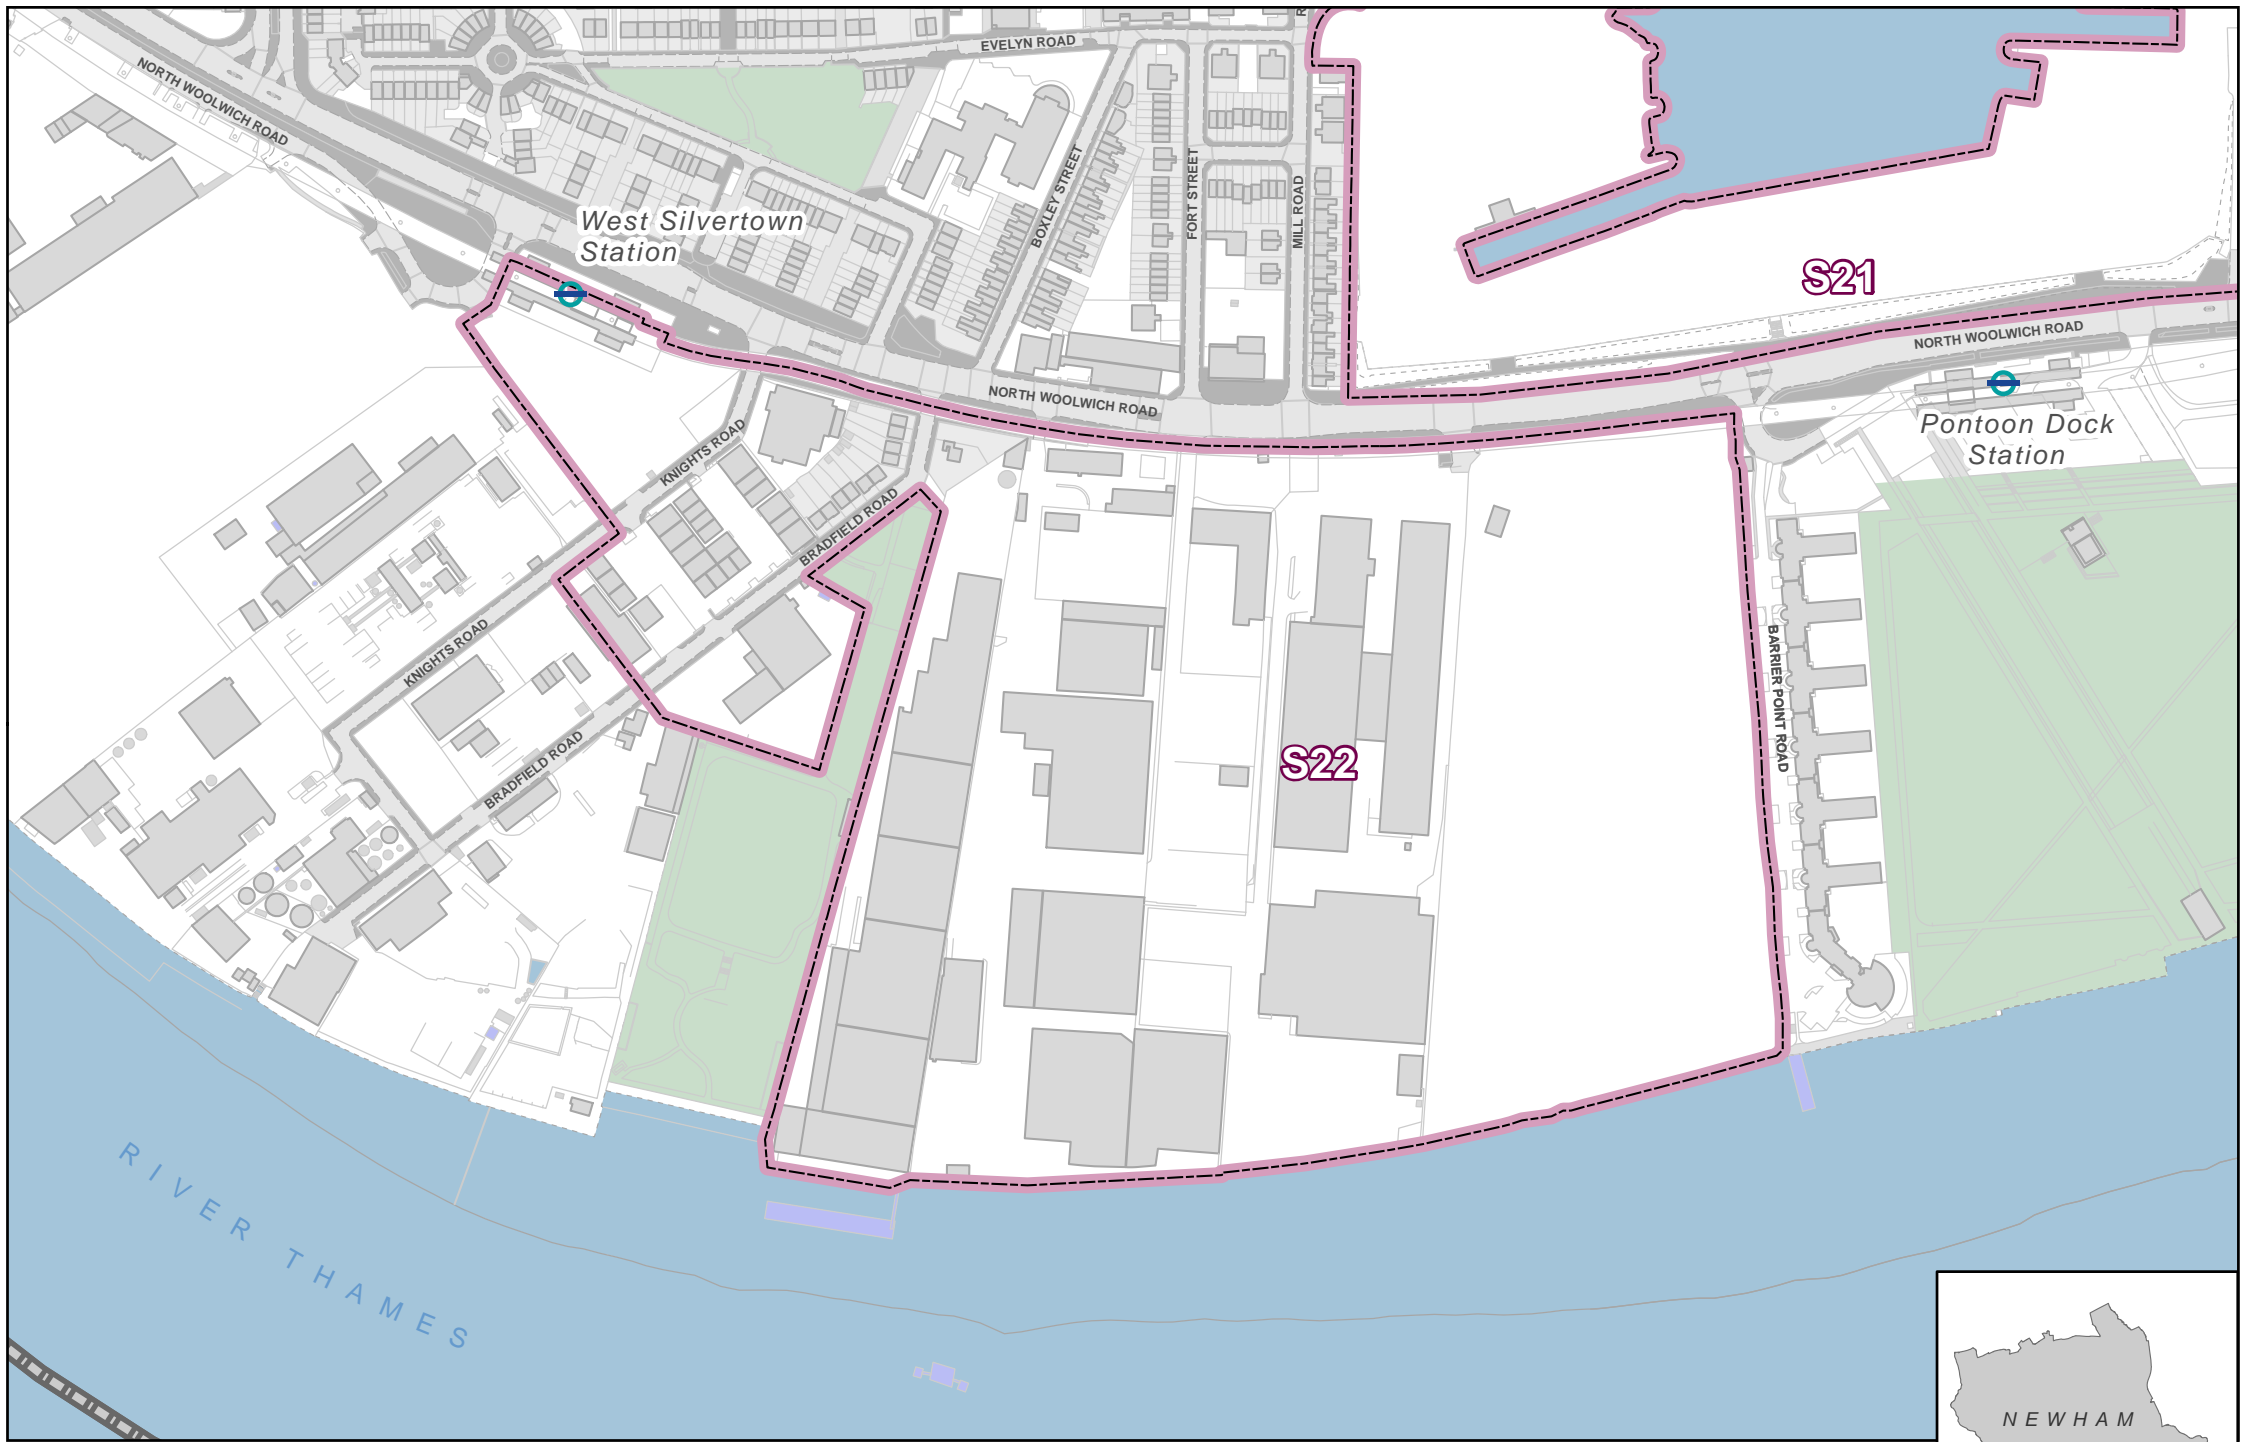 EVELYN ROAD
NORTH WOOLWICH ROAD
R
West Silvertown
Station
BOXLEY STREET
FORT STREET
MILL ROAD
S21
NORTH WOOLWICH ROAD
NORTH WOOLWICH ROAD
Pontoon Dock
Station
KNIGHTS ROAD
BRADFIELD ROAD
KNIGHTS ROAD
BARRIER POINT ROAD
BRADFIELD ROAD
S22
RIVER THAMES
NEWHAM